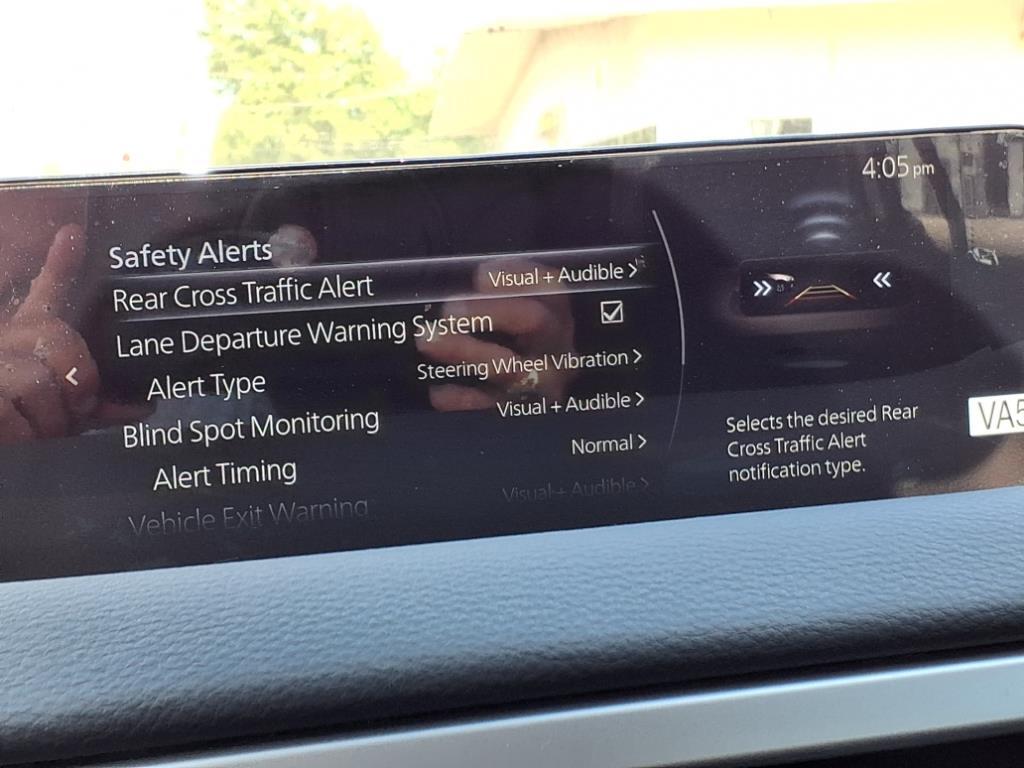 4:05 pm
Safety Alerts
Rear Cross Traffic Alert Visual + Audible >
Lane Departure Warning System
Alert Type Steering Wheel Vibration >
Blind Spot Monitoring Visual + Audible >
Alert Timing Normal >
Vehicle Exit Warning Visual + Audible >
Selects the desired Rear
Cross Traffic Alert
notification type.